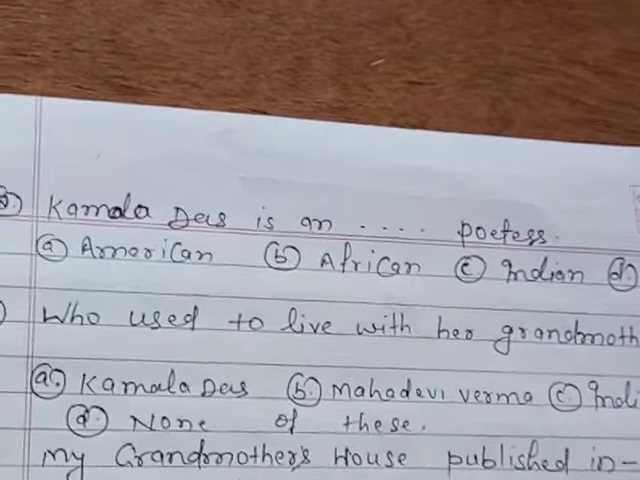 Kamala Das is an ..... poetess.
(a) American (b) African (c) Indian (d)
Who used to live with her grandmoth
(a.) Kamala Das (b.) Mahadevi verma (c.) Indi
(d.) None of these.
my Grandmother's House published in-